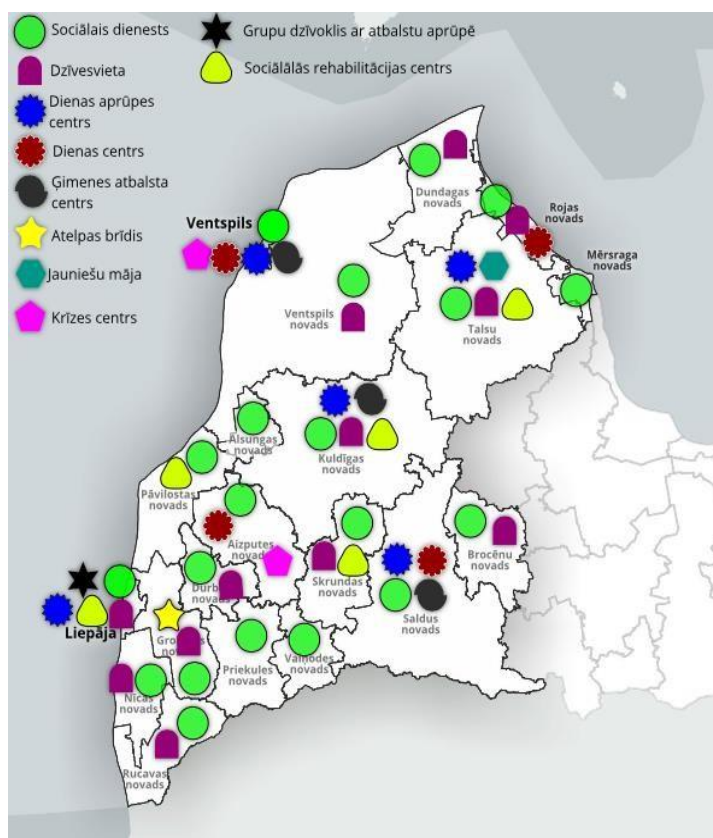 Sociālais dienests
Grupu dzīvoklis ar atbalstu aprūpē
Dzīvesvieta
Sociālālās rehabilitācijas centrs
Dienas aprūpes
centrs
Dienas centrs
Ģimenes atbalsta
centrs
Atelpas brīdis
Jauniešu māja
Krīzes centrs
Dundagas
novads
Rojas
novads
Ventspils
Mērsraga
novads
Ventspils
novads
Talsu
novads
Alsungas
novads
Kuldīgas
novads
Pāvilostas
novads
Aizputes
novads
Brocēnu
novads
Skrundas
novads
novads
Saldus
novads
Liepāja
Priekules
novads
Vaiņodes
novads
Nīcas
novads
Rucavas
novads